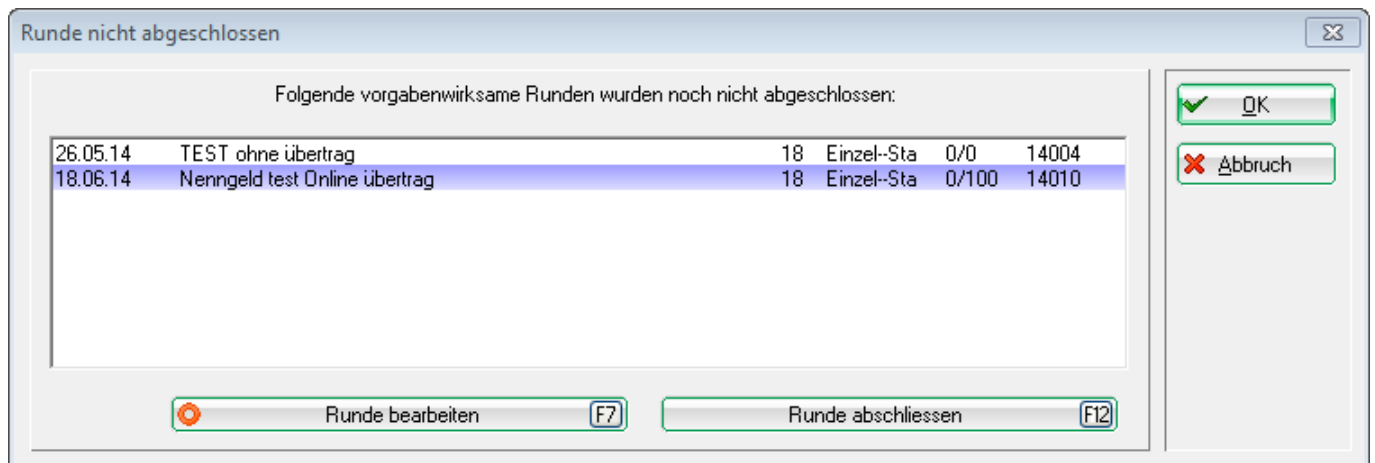 Runde nicht abgeschlossen
Folgende vorgabenwirksame Runden wurden noch nicht abgeschlossen:
OK
26.05.14 TEST ohne übertrag 18 Einzel--Sta 0/0 14004
Abbruch
18.06.14 Nenngeld test Online übertrag 18 Einzel--Sta 0/100 14010
Runde bearbeiten F7 Runde abschliessen F12